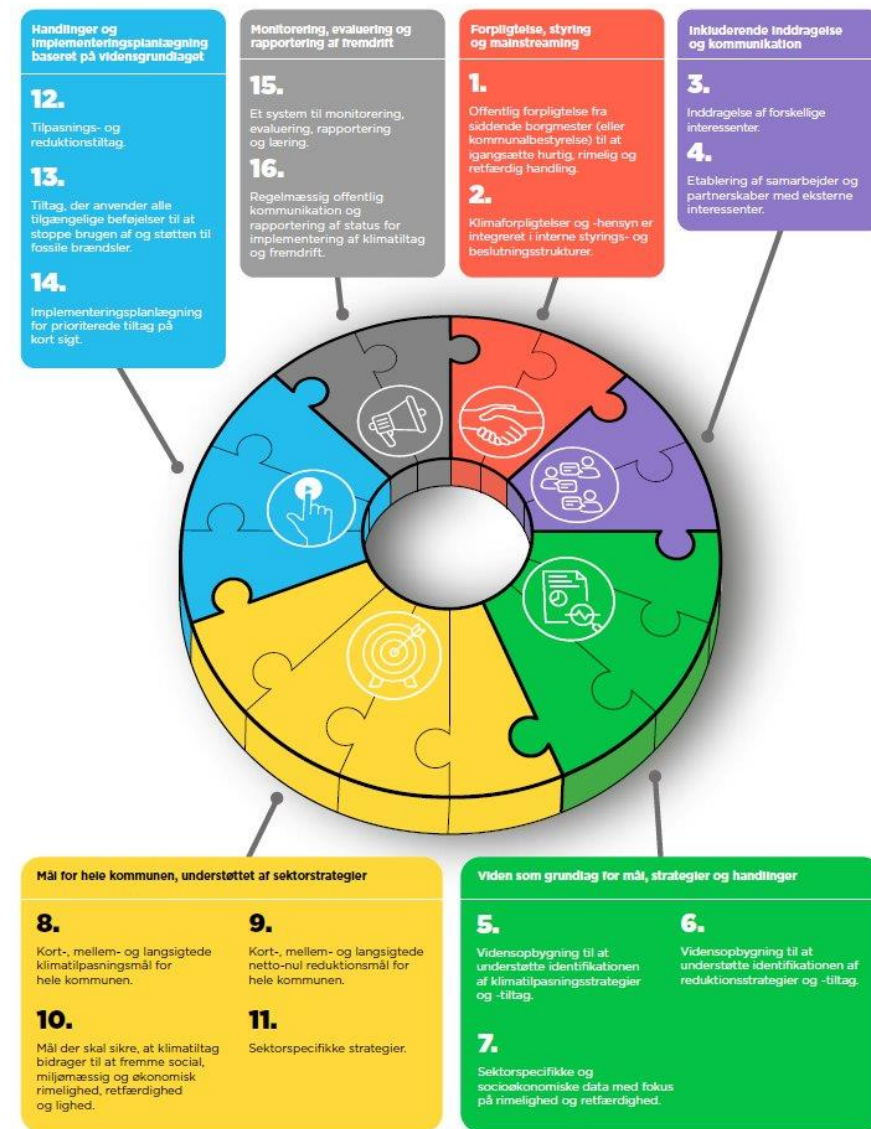 Handlinger og
implementeringsplanlægning
baseret på vidensgrundlaget
12.
Tilpasnings- og
reduktionstiltag.
13.
Tiltag, der anvender alle
tilgængelige beføjelser til at
stoppe brugen af og støtten til
fossile brændsler.
14.
Implementeringsplanlægning
for prioriterede tiltag på
kort sigt.
Monitorering, evaluering og
rapportering af fremdrift
15.
Et system til monitorering,
evaluering, rapportering
og læring.
16.
Regelmæssig offentlig
kommunikation og
rapportering af status for
implementering af klimatiltag
og fremdrift.
Forpligtelse, styring
og mainstreaming
1.
Offentlig forpligtelse fra
siddende borgmester (eller
kommunalbestyrelse) til at
igangsætte hurtig, rimelig og
retfærdig handling.
2.
Klimaforpligtelser og -hensyn er
integreret i interne styrings- og
beslutningsstrukturer.
Inkluderende inddragelse
og kommunikation
3.
Inddragelse af forskellige
interessenter.
4.
Etablering af samarbejder og
partnerskaber med eksterne
interessenter.
Mål for hele kommunen, understøttet af sektorstrategier
8.
Kort-, mellem- og langsigtede
klimatilpasningsmål for
hele kommunen.
9.
Kort-, mellem- og langsigtede
netto-nul reduktionsmål for
hele kommunen.
10.
Mål der skal sikre, at klimatiltag
bidrager til at fremme social,
miljømæssig og økonomisk
rimelighed, retfærdighed
og lighed.
11.
Sektorspecifikke strategier.
Viden som grundlag for mål, strategier og handlinger
5.
Vidensopbygning til at
understøtte identifikationen
af klimatilpasningsstrategier
og -tiltag.
6.
Vidensopbygning til at
understøtte identifikationen af
reduktionsstrategier og -tiltag.
7.
Sektorspecifikke og
socioøkonomiske data med fokus
på rimelighed og retfærdighed.